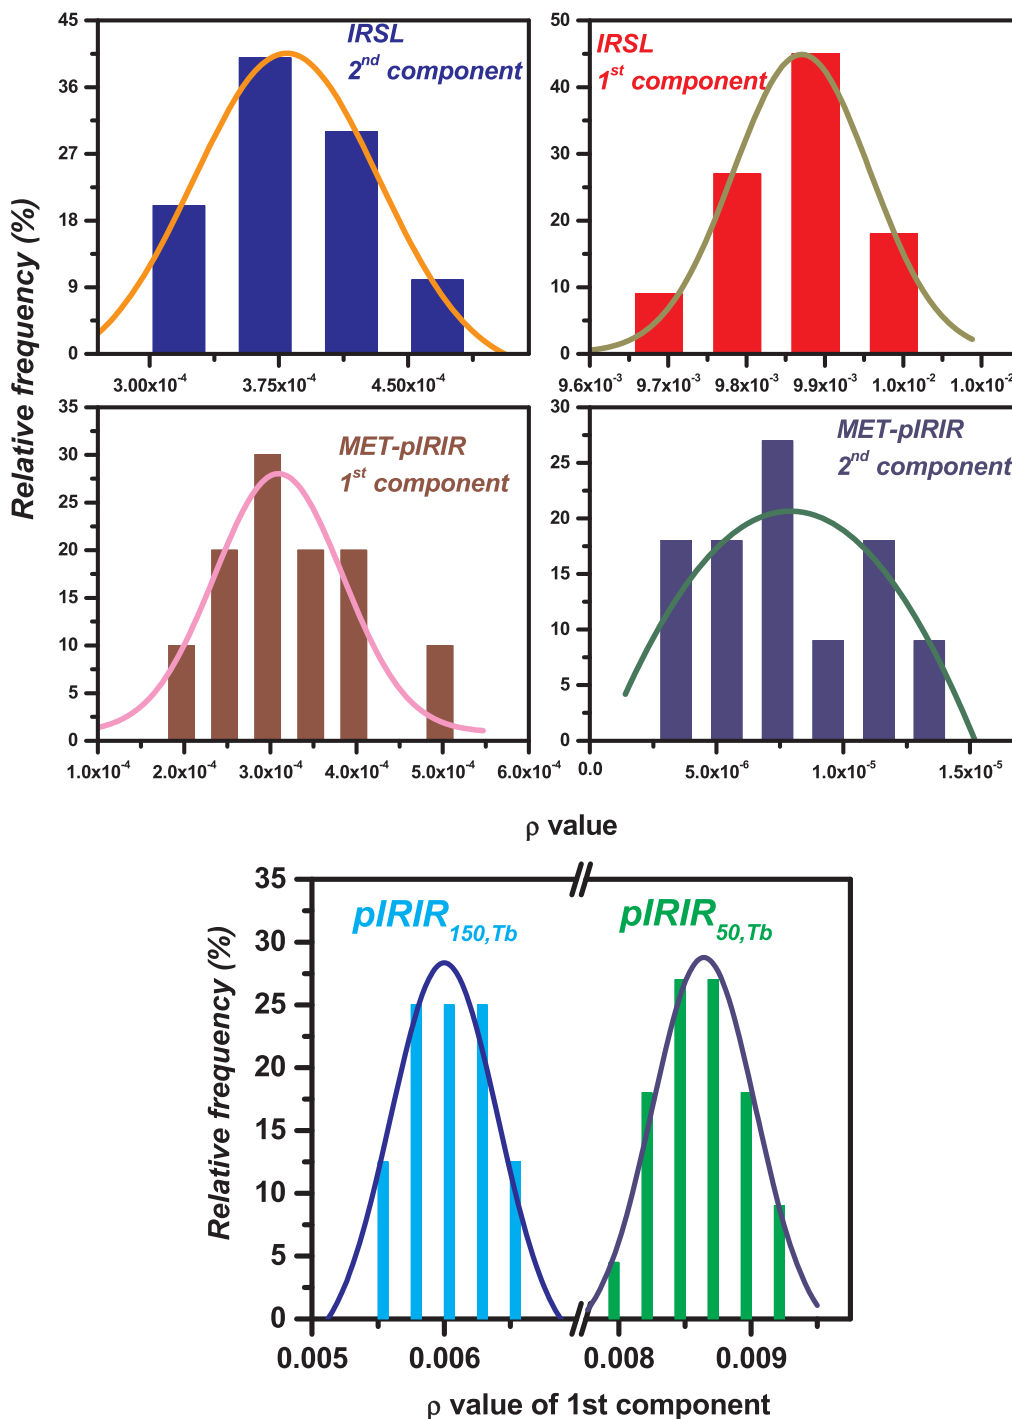 IRSL
2nd component
45
36
27
18
9
0
3.00x10-4
3.75x10-4
4.50x10-4
IRSL
1st component
50
40
30
20
10
0
9.6x10-3
9.7x10-3
9.8x10-3
9.9x10-3
1.0x10-2
1.0x10-2
Relative frequency (%)
MET-pIRIR
1st component
35
30
25
20
15
10
5
0
1.0x10-4
2.0x10-4
3.0x10-4
4.0x10-4
5.0x10-4
6.0x10-4
MET-pIRIR
2nd component
30
25
20
15
10
5
0
0.0
5.0x10-6
1.0x10-5
1.5x10-5
ρ value
pIRIR150,Tb
pIRIR50,Tb
Relative frequency (%)
35
30
25
20
15
10
5
0
0.005
0.006
0.008
0.009
ρ value of 1st component